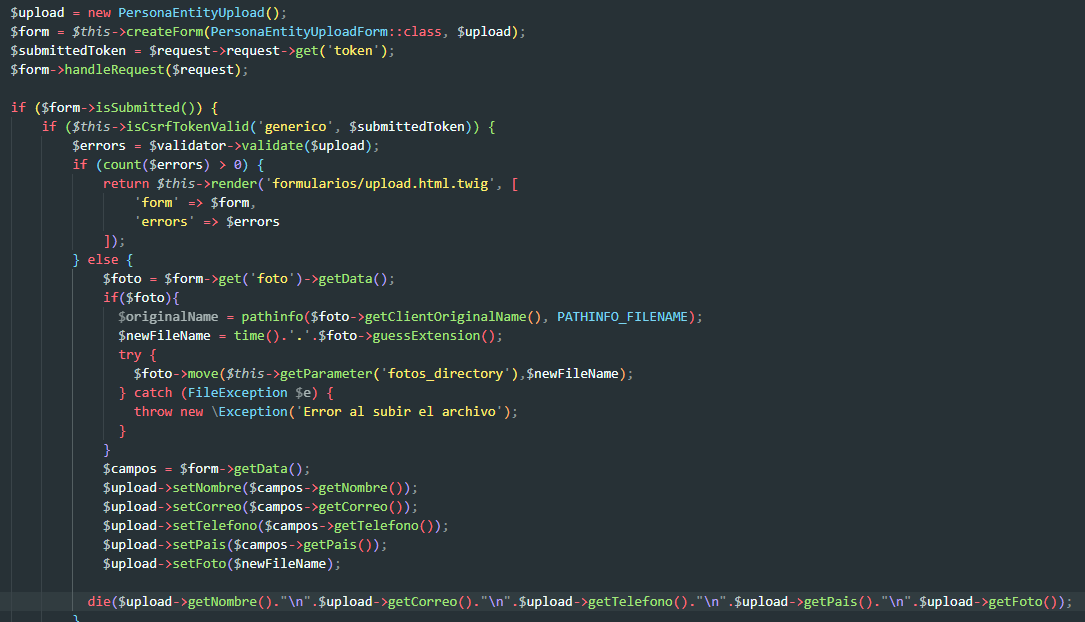 $upload = new PersonaEntityUpload();
$form = $this->createForm(PersonaEntityUploadForm::class, $upload);
$submittedToken = $request->request->get('token');
$form->handleRequest($request);
if ($form->isSubmitted()) {
if ($this->isCsrfTokenValid('generico', $submittedToken)) {
$errors = $validator->validate($upload);
if (count($errors) > 0) {
return $this->render('formularios/upload.html.twig', [
'form' => $form,
'errors' => $errors
]);
} else {
$foto = $form->get('foto')->getData();
if($foto){
$originalName = pathinfo($foto->getClientOriginalName(), PATHINFO_FILENAME);
$newFileName = time().'.'.$foto->guessExtension();
try {
$foto->move($this->getParameter('fotos_directory'),$newFileName);
} catch (FileException $e) {
throw new \Exception('Error al subir el archivo');
}
}
$campos = $form->getData();
$upload->setNombre($campos->getNombre());
$upload->setCorreo($campos->getCorreo());
$upload->setTelefono($campos->getTelefono());
$upload->setPais($campos->getPais());
$upload->setFoto($newFileName);
die($upload->getNombre()."\n".$upload->getCorreo()."\n".$upload->getTelefono()."\n".$upload->getPais()."\n".$upload->getFoto());
}